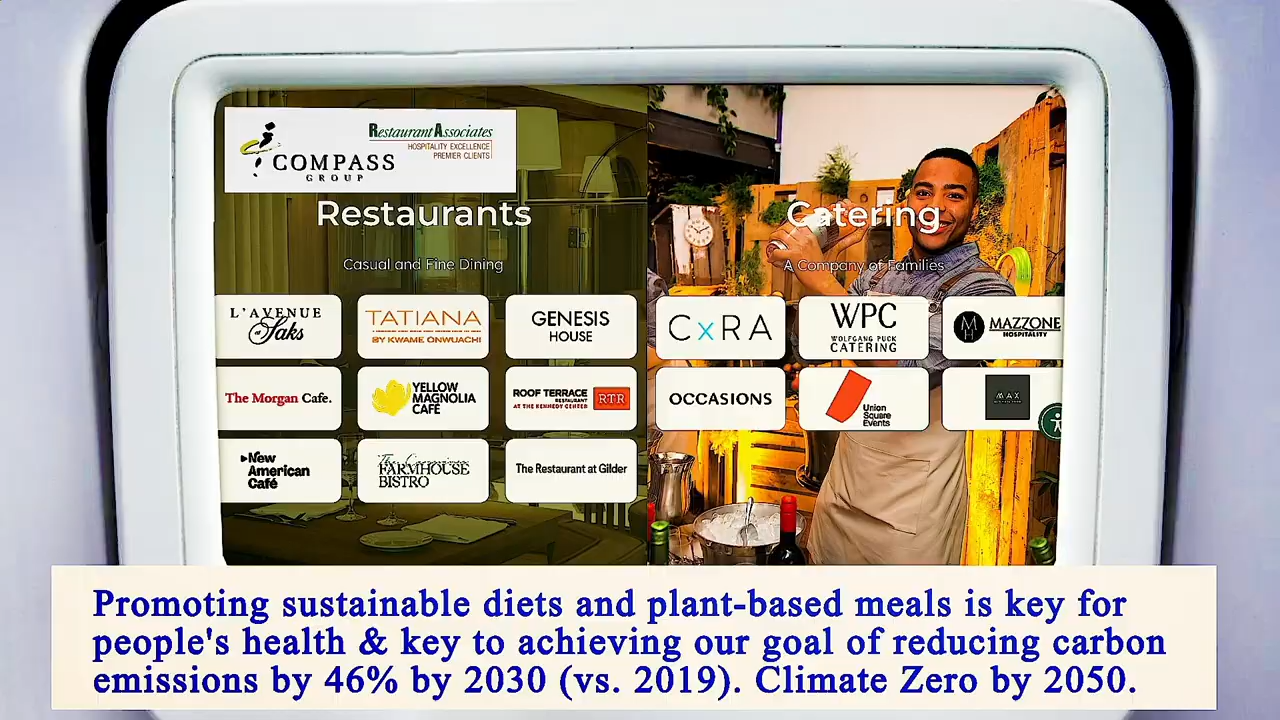 Restaurant Associates
HOSPITALITY EXCELLENCE
PREMIER CLIENTS
COMPASS
GROUP
Restaurants
Casual and Fine Dining
L'AVENUE
Saks
TATIANA
BY KWAME ONWUACHI
GENESIS
HOUSE
The Morgan Cafe.
YELLOW
MAGNOLIA
CAFÉ
ROOF TERRACE
RESTAURANT
AT THE KENNEDY CENTER
RTR
New
American
Café
FARMHOUSE
BISTRO
The Restaurant at Gilder
Catering
A Company of Families
CxRA
WPC
WOLFGANG PUCK
CATERING
MH
MAZZONE
HOSPITALITY
OCCASIONS
Union
Square
Events
MAX
Promoting sustainable diets and plant-based meals is key for
people's health & key to achieving our goal of reducing carbon
emissions by 46% by 2030 (vs. 2019). Climate Zero by 2050.